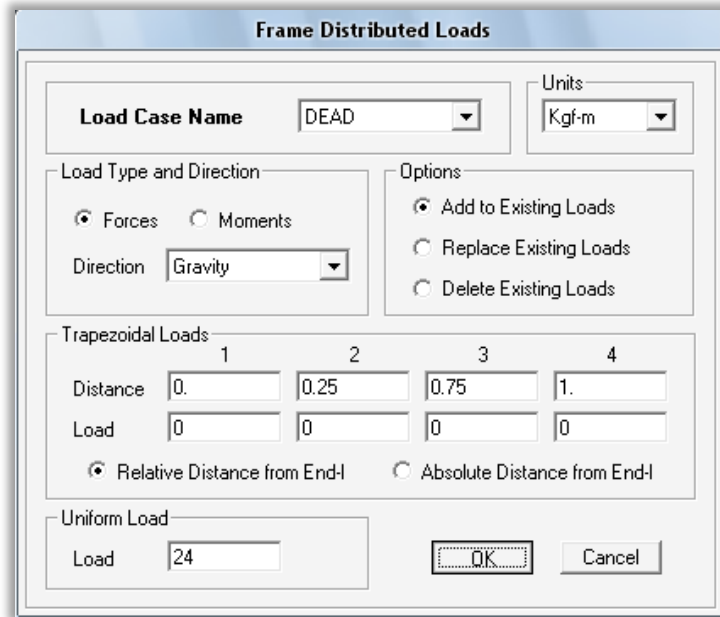 Frame Distributed Loads
Units
Load Case Name DEAD Kgf-m
Load Type and Direction Options
Forces Moments Add to Existing Loads
Replace Existing Loads
Direction Gravity
Delete Existing Loads
Trapezoidal Loads
1 2 3 4
Distance 0. 0.25 0.75 1.
Load 0 0 0 0
Relative Distance from End-I Absolute Distance from End-I
Uniform Load
Load 24 OK Cancel